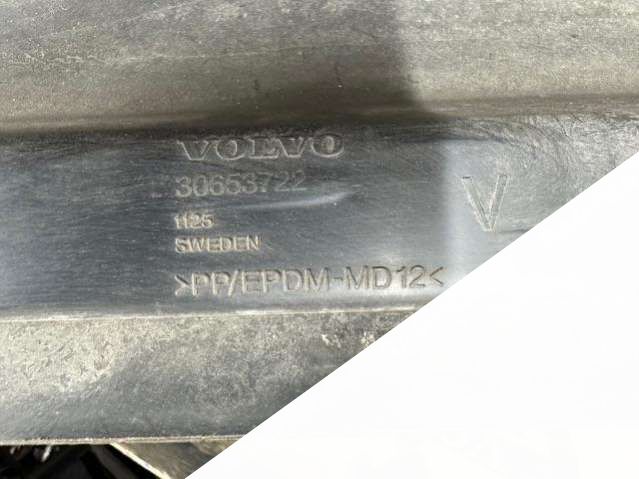 VOLVO
30653722
1125
SWEDEN
>PP/EPDM-MD12<
V